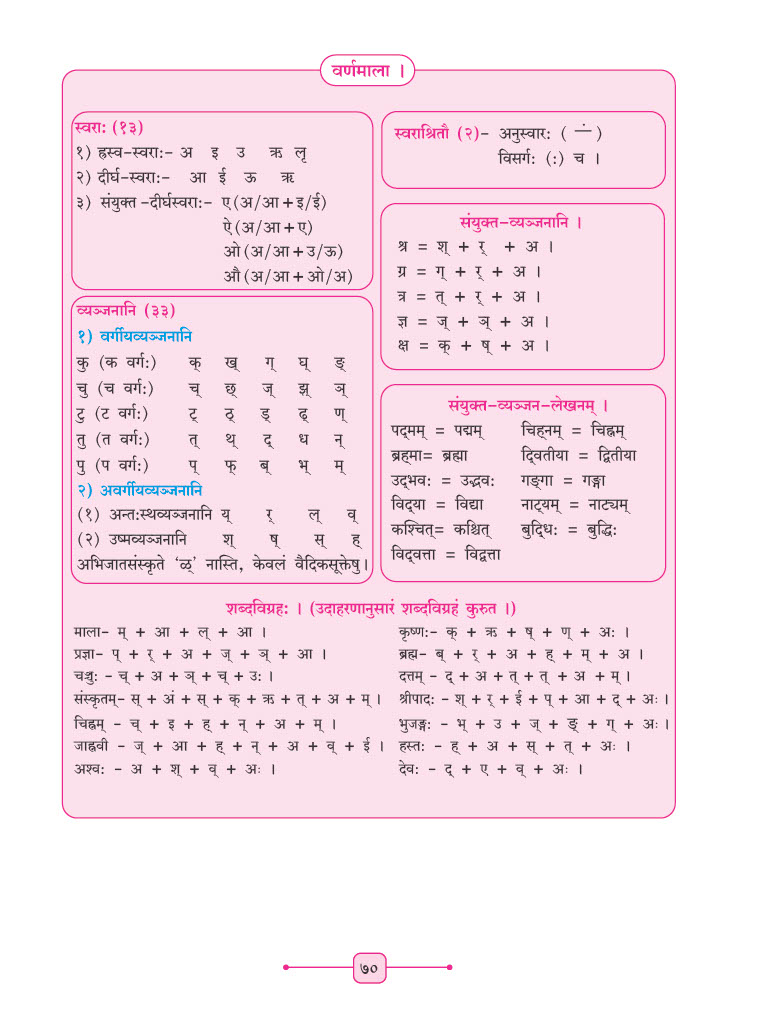 वर्णमाला ।
स्वराः (१३)
१) ह्रस्व-स्वराः- अ इ उ ऋ लृ
२) दीर्घ-स्वराः- आ ई ऊ ऋ
३) संयुक्त -दीर्घस्वराः- ए (अ/आ + इ/ई)
ऐ (अ/आ + ए)
ओ (अ/आ + उ/ऊ)
औ (अ/आ + ओ/अ)
व्यञ्जनानि (३३)
१) वर्गीयव्यञ्जनानि
कु (क वर्गः) क् ख् ग् घ् ङ्
चु (च वर्गः) च् छ् ज् झ् ञ्
टु (ट वर्गः) ट् ठ् ड् ढ् ण्
तु (त वर्गः) त् थ् द् ध न्
पु (प वर्गः) प् फ् ब् भ् म्
२) अवर्गीयव्यञ्जनानि
(१) अन्तःस्थव्यञ्जनानि य् र् ल् व्
(२) उष्मव्यञ्जनानि श् ष् स् ह्
अभिजातसंस्कृते ‘ळ्’ नास्ति, केवलं वैदिकसूक्तेषु।
स्वराश्रितौ (२)- अनुस्वारः ( ∸ )
विसर्गः (:) च ।
संयुक्त-व्यञ्जनानि ।
श्र = श् + र् + अ ।
ग्र = ग् + र् + अ ।
त्र = त् + र् + अ ।
ज्ञ = ज् + ञ् + अ ।
क्ष = क् + ष् + अ ।
संयुक्त-व्यञ्जन-लेखनम् ।
पद्‌मम् = पद्मम् चिह्‌नम् = चिह्नम्
ब्रह्‌मा= ब्रह्मा द्‌वितीया = द्वितीया
उद्‌भवः = उद्भवः गङ्‌गा = गङ्गा
विद्‌या = विद्या नाट्‌यम् = नाट्यम्
कश्‍चित्= कश्चित् बुद्‌धिः = बुद्धिः
विद्‌वत्ता = विद्वत्ता
शब्दविग्रहः । (उदाहरणानुसारं शब्दविग्रहं कुरुत ।)
माला- म् + आ + ल् + आ ।
प्रज्ञा- प् + र् + अ + ज् + ञ् + आ ।
चञ्चुः - च् + अ + ञ् + च् + उः ।
संस्कृतम्- स् + अं + स् + क् + ऋ + त् + अ + म् ।
चिह्नम् - च् + इ + ह् + न् + अ + म् ।
जाह्नवी - ज् + आ + ह् + न् + अ + व् + ई ।
अश्वः - अ + श् + व् + अः ।
कृष्णः- क् + ऋ + ष् + ण् + अः ।
ब्रह्म- ब् + र् + अ + ह् + म् + अ ।
दत्तम् - द् + अ + त् + त् + अ + म् ।
श्रीपादः - श् + र् + ई + प् + आ + द् + अः ।
भुजङ्गः - भ् + उ + ज् + ङ् + ग् + अः ।
हस्तः - ह् + अ + स् + त् + अः ।
देवः - द् + ए + व् + अः ।
७०